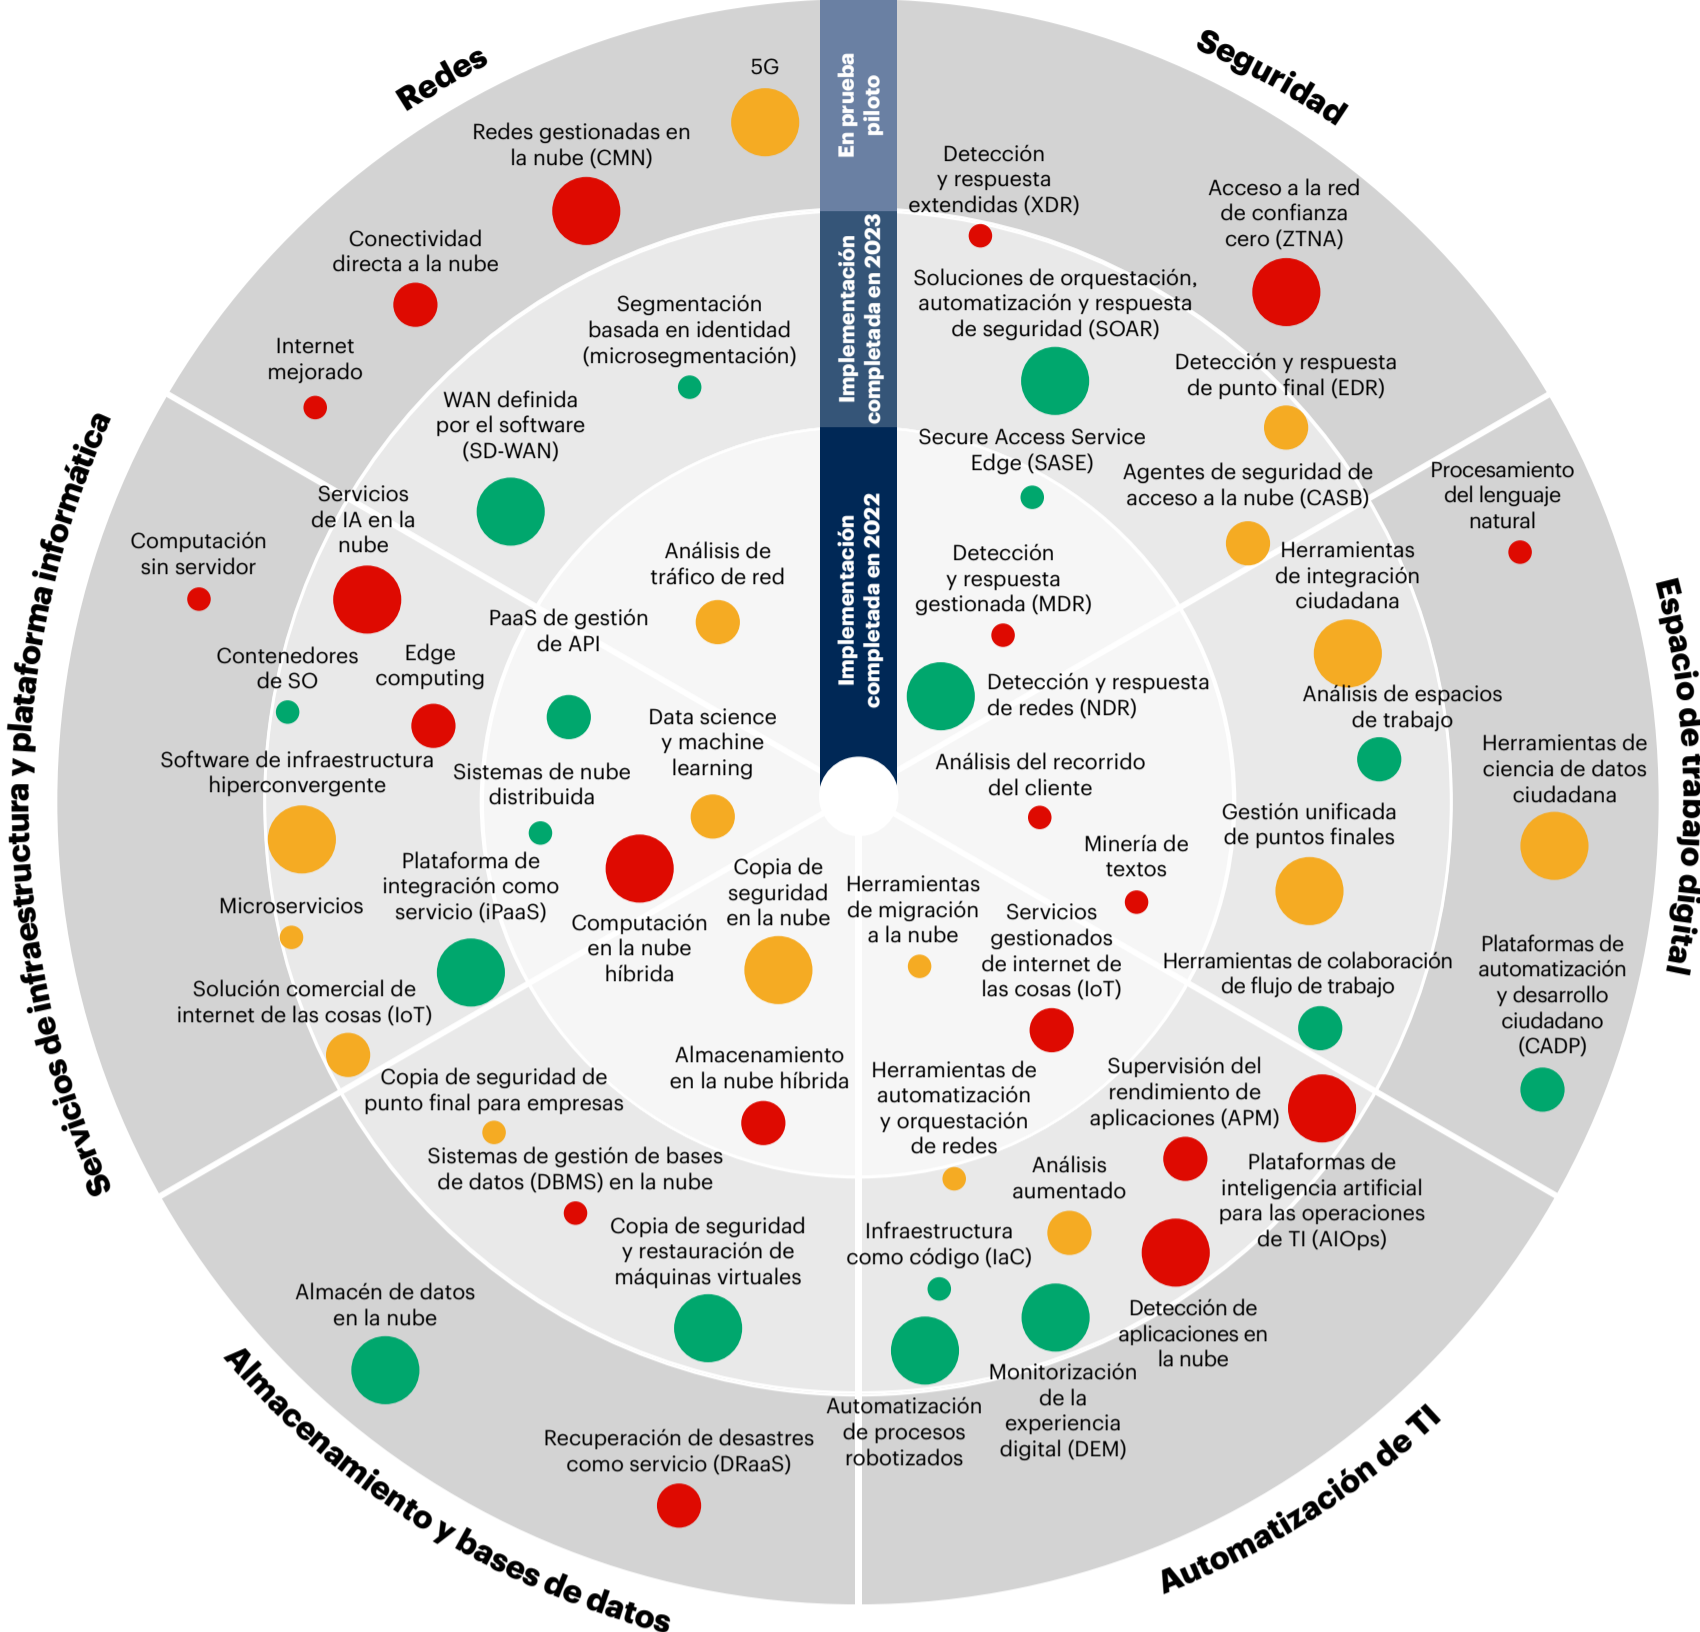 Redes
5G
Redes gestionadas en
la nube (CMN)
Conectividad
directa a la nube
Internet
mejorado
Segmentación
basada en identidad
(microsegmentación)
WAN definida
por el software
(SD-WAN)
Análisis de
tráfico de red
En prueba
piloto
Implementación
completada en 2023
Implementación
completada en 2022
Seguridad
Detección
y respuesta
extendidas (XDR)
Acceso a la red
de confianza
cero (ZTNA)
Soluciones de orquestación,
automatización y respuesta
de seguridad (SOAR)
Detección y respuesta
de punto final (EDR)
Secure Access Service
Edge (SASE)
Agentes de seguridad de
acceso a la nube (CASB)
Detección
y respuesta
gestionada (MDR)
Detección y respuesta
de redes (NDR)
Espacio de trabajo digital
Procesamiento
del lenguaje
natural
Herramientas
de integración
ciudadana
Análisis de espacios
de trabajo
Herramientas de
ciencia de datos
ciudadana
Análisis del recorrido
del cliente
Gestión unificada
de puntos finales
Minería de
textos
Herramientas de colaboración
de flujo de trabajo
Plataformas de
automatización
y desarrollo
ciudadano
(CADP)
Automatización de TI
Herramientas
de migración
a la nube
Servicios
gestionados
de internet de
las cosas (IoT)
Herramientas de
automatización
y orquestación
de redes
Supervisión del
rendimiento de
aplicaciones (APM)
Análisis
aumentado
Plataformas de
inteligencia artificial
para las operaciones
de TI (AIOps)
Infraestructura
como código (IaC)
Detección de
aplicaciones en
la nube
Monitorización
de la
experiencia
digital (DEM)
Automatización
de procesos
robotizados
Almacenamiento y bases de datos
Copia de
seguridad
en la nube
Almacenamiento
en la nube híbrida
Copia de seguridad de
punto final para empresas
Sistemas de gestión de bases
de datos (DBMS) en la nube
Copia de seguridad
y restauración de
máquinas virtuales
Almacén de datos
en la nube
Recuperación de desastres
como servicio (DRaaS)
Servicios de infraestructura y plataforma informática
Servicios
de IA en la
nube
Computación
sin servidor
PaaS de gestión
de API
Contenedores
de SO
Edge
computing
Data science
y machine
learning
Software de infraestructura
hiperconvergente
Sistemas de nube
distribuida
Plataforma de
integración como
servicio (iPaaS)
Microservicios
Computación
en la nube
híbrida
Solución comercial de
internet de las cosas (IoT)